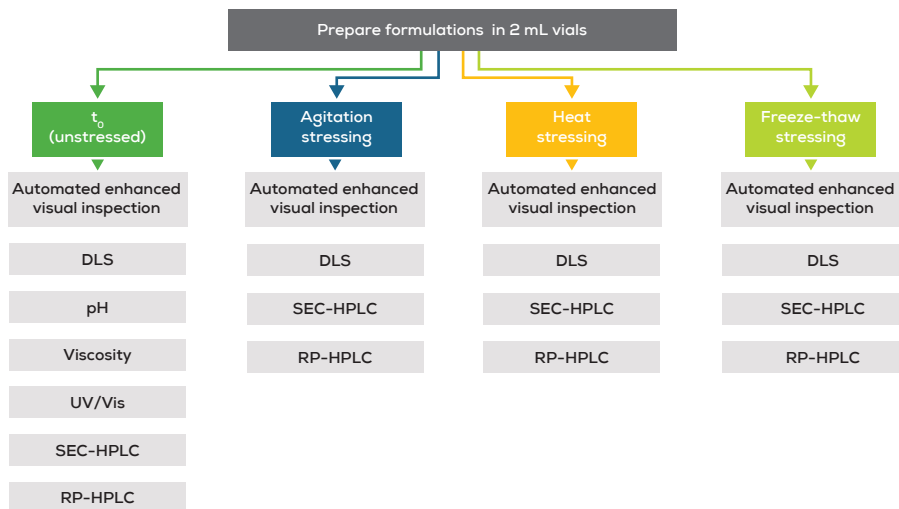 Prepare formulations in 2 mL vials
t0
(unstressed)
Automated enhanced
visual inspection
DLS
pH
Viscosity
UV/Vis
SEC-HPLC
RP-HPLC
Agitation
stressing
Automated enhanced
visual inspection
DLS
SEC-HPLC
RP-HPLC
Heat
stressing
Automated enhanced
visual inspection
DLS
SEC-HPLC
RP-HPLC
Freeze-thaw
stressing
Automated enhanced
visual inspection
DLS
SEC-HPLC
RP-HPLC